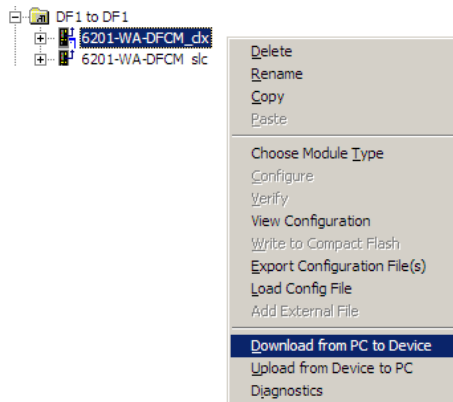 DF1 to DF1
6201-WA-DFCM_clx
6201-WA-DFCM slc
Delete
Rename
Copy
Paste
Choose Module Type
Configure
Verify
View Configuration
Write to Compact Flash
Export Configuration File(s)
Load Config File
Add External File
Download from PC to Device
Upload from Device to PC
Diagnostics